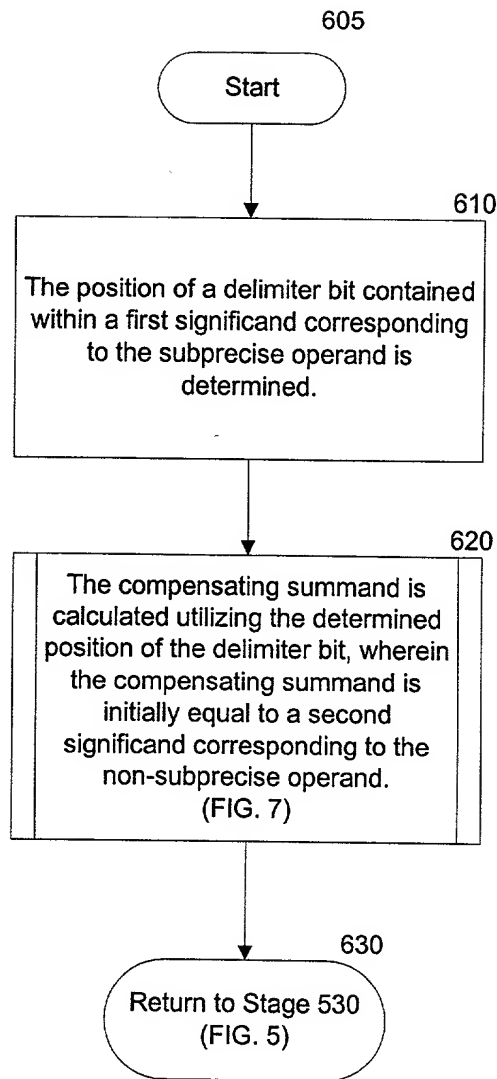 605
Start
610
The position of a delimiter bit contained
within a first significand corresponding
to the subprecise operand is
determined.
620
The compensating summand is
calculated utilizing the determined
position of the delimiter bit, wherein
the compensating summand is
initially equal to a second
significand corresponding to the
non-subprecise operand.
(FIG. 7)
630
Return to Stage 530
(FIG. 5)